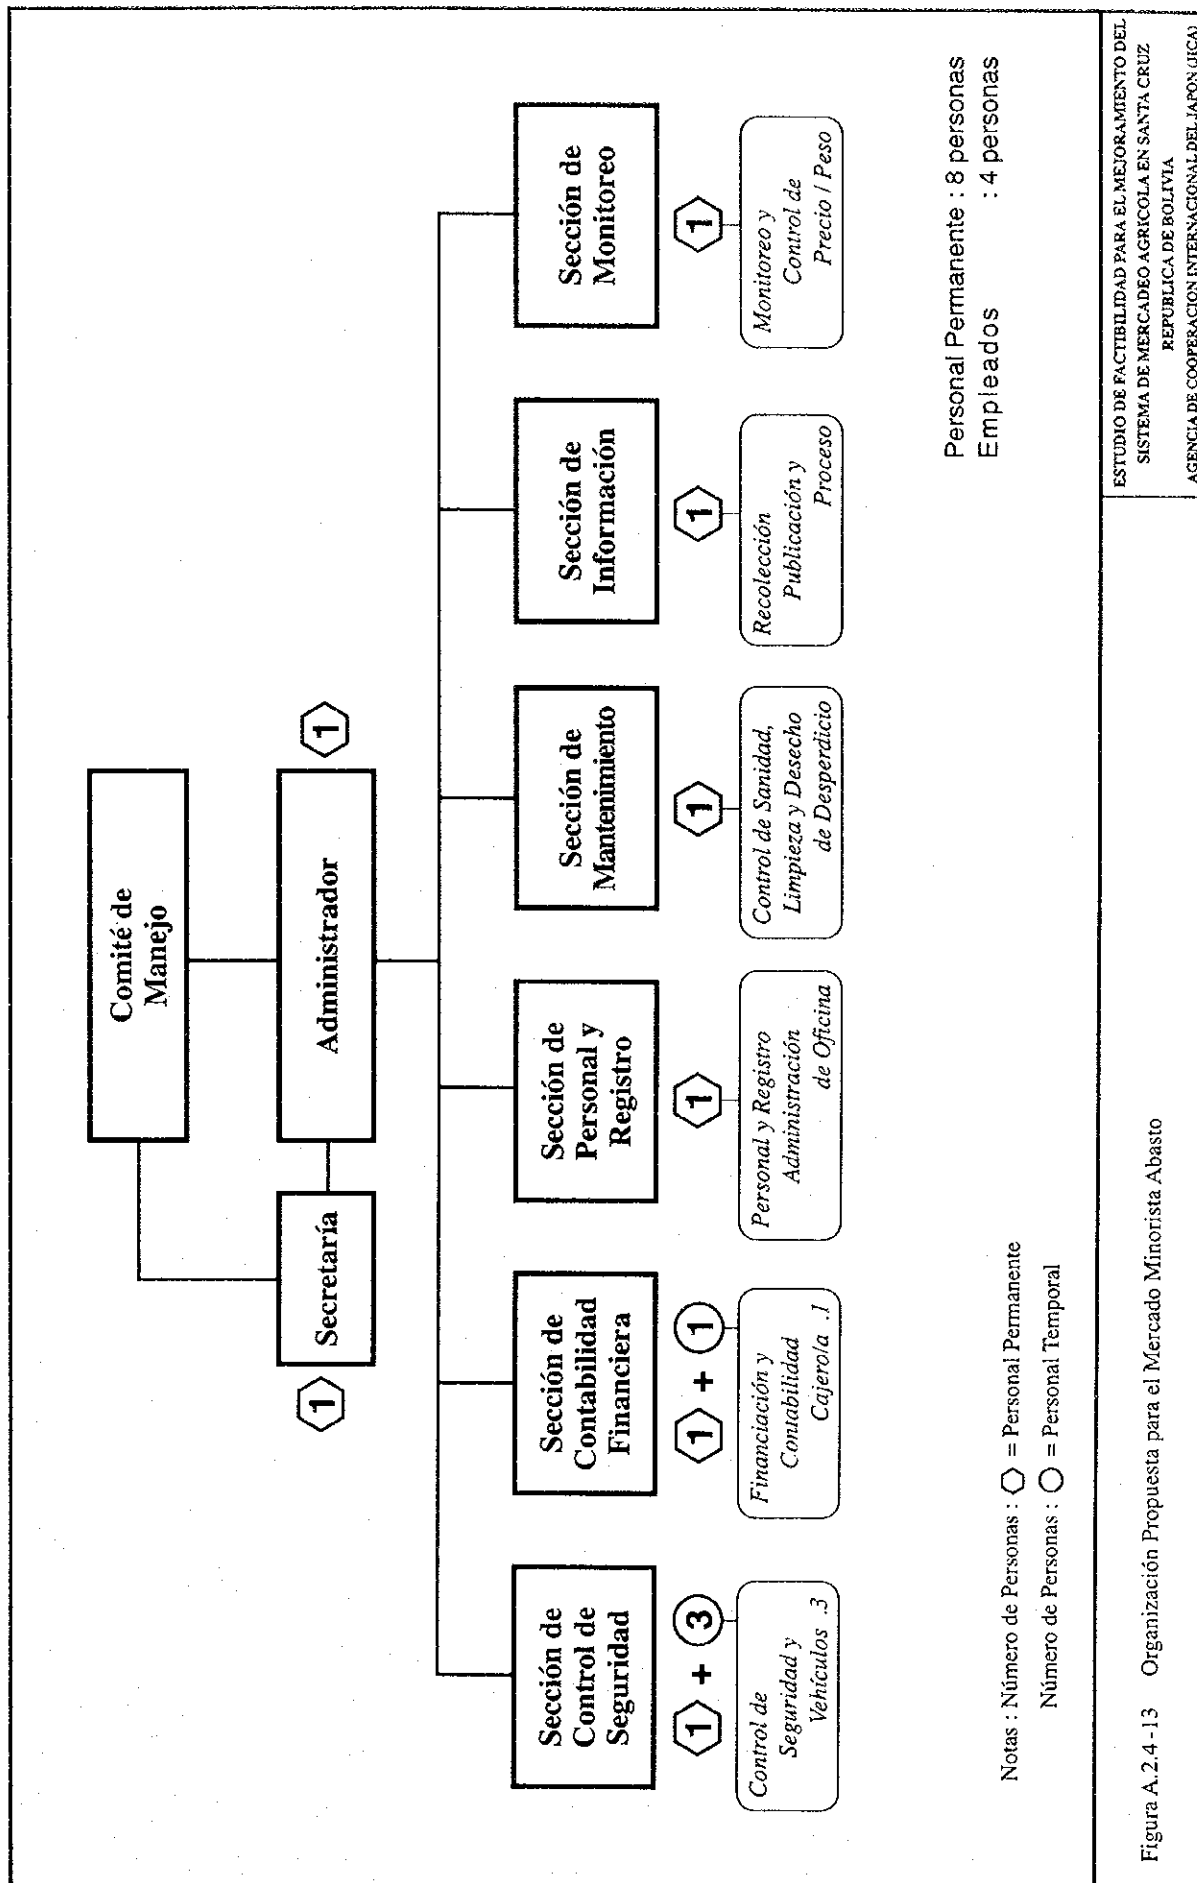 Comité de
Manejo
Secretaría
1
Administrador
1
Sección de
Control de
Seguridad
1 + 3
Control de
Seguridad y
Vehículos .3
Sección de
Contabilidad
Financiera
1 + 1
Financiación y
Contabilidad
Cajero/a .1
Sección de
Personal y
Registro
1
Personal y Registro
Administración
de Oficina
Sección de
Mantenimiento
1
Control de Sanidad,
Limpieza y Desecho
de Desperdicio
Sección de
Información
1
Recolección
Publicación y
Proceso
Sección de
Monitoreo
1
Monitoreo y
Control de
Precio / Peso
Personal Permanente : 8 personas
Empleados : 4 personas
Notas : Número de Personas : ⬡ = Personal Permanente
Número de Personas : ○ = Personal Temporal
Figura A.2.4 -13 Organización Propuesta para el Mercado Minorista Abasto
ESTUDIO DE FACTIBILIDAD PARA EL MEJORAMIENTO DEL
SISTEMA DE MERCADEO AGRICOLA EN SANTA CRUZ
REPUBLICA DE BOLIVIA
AGENCIA DE COOPERACION INTERNACIONAL DEL JAPON (JICA)